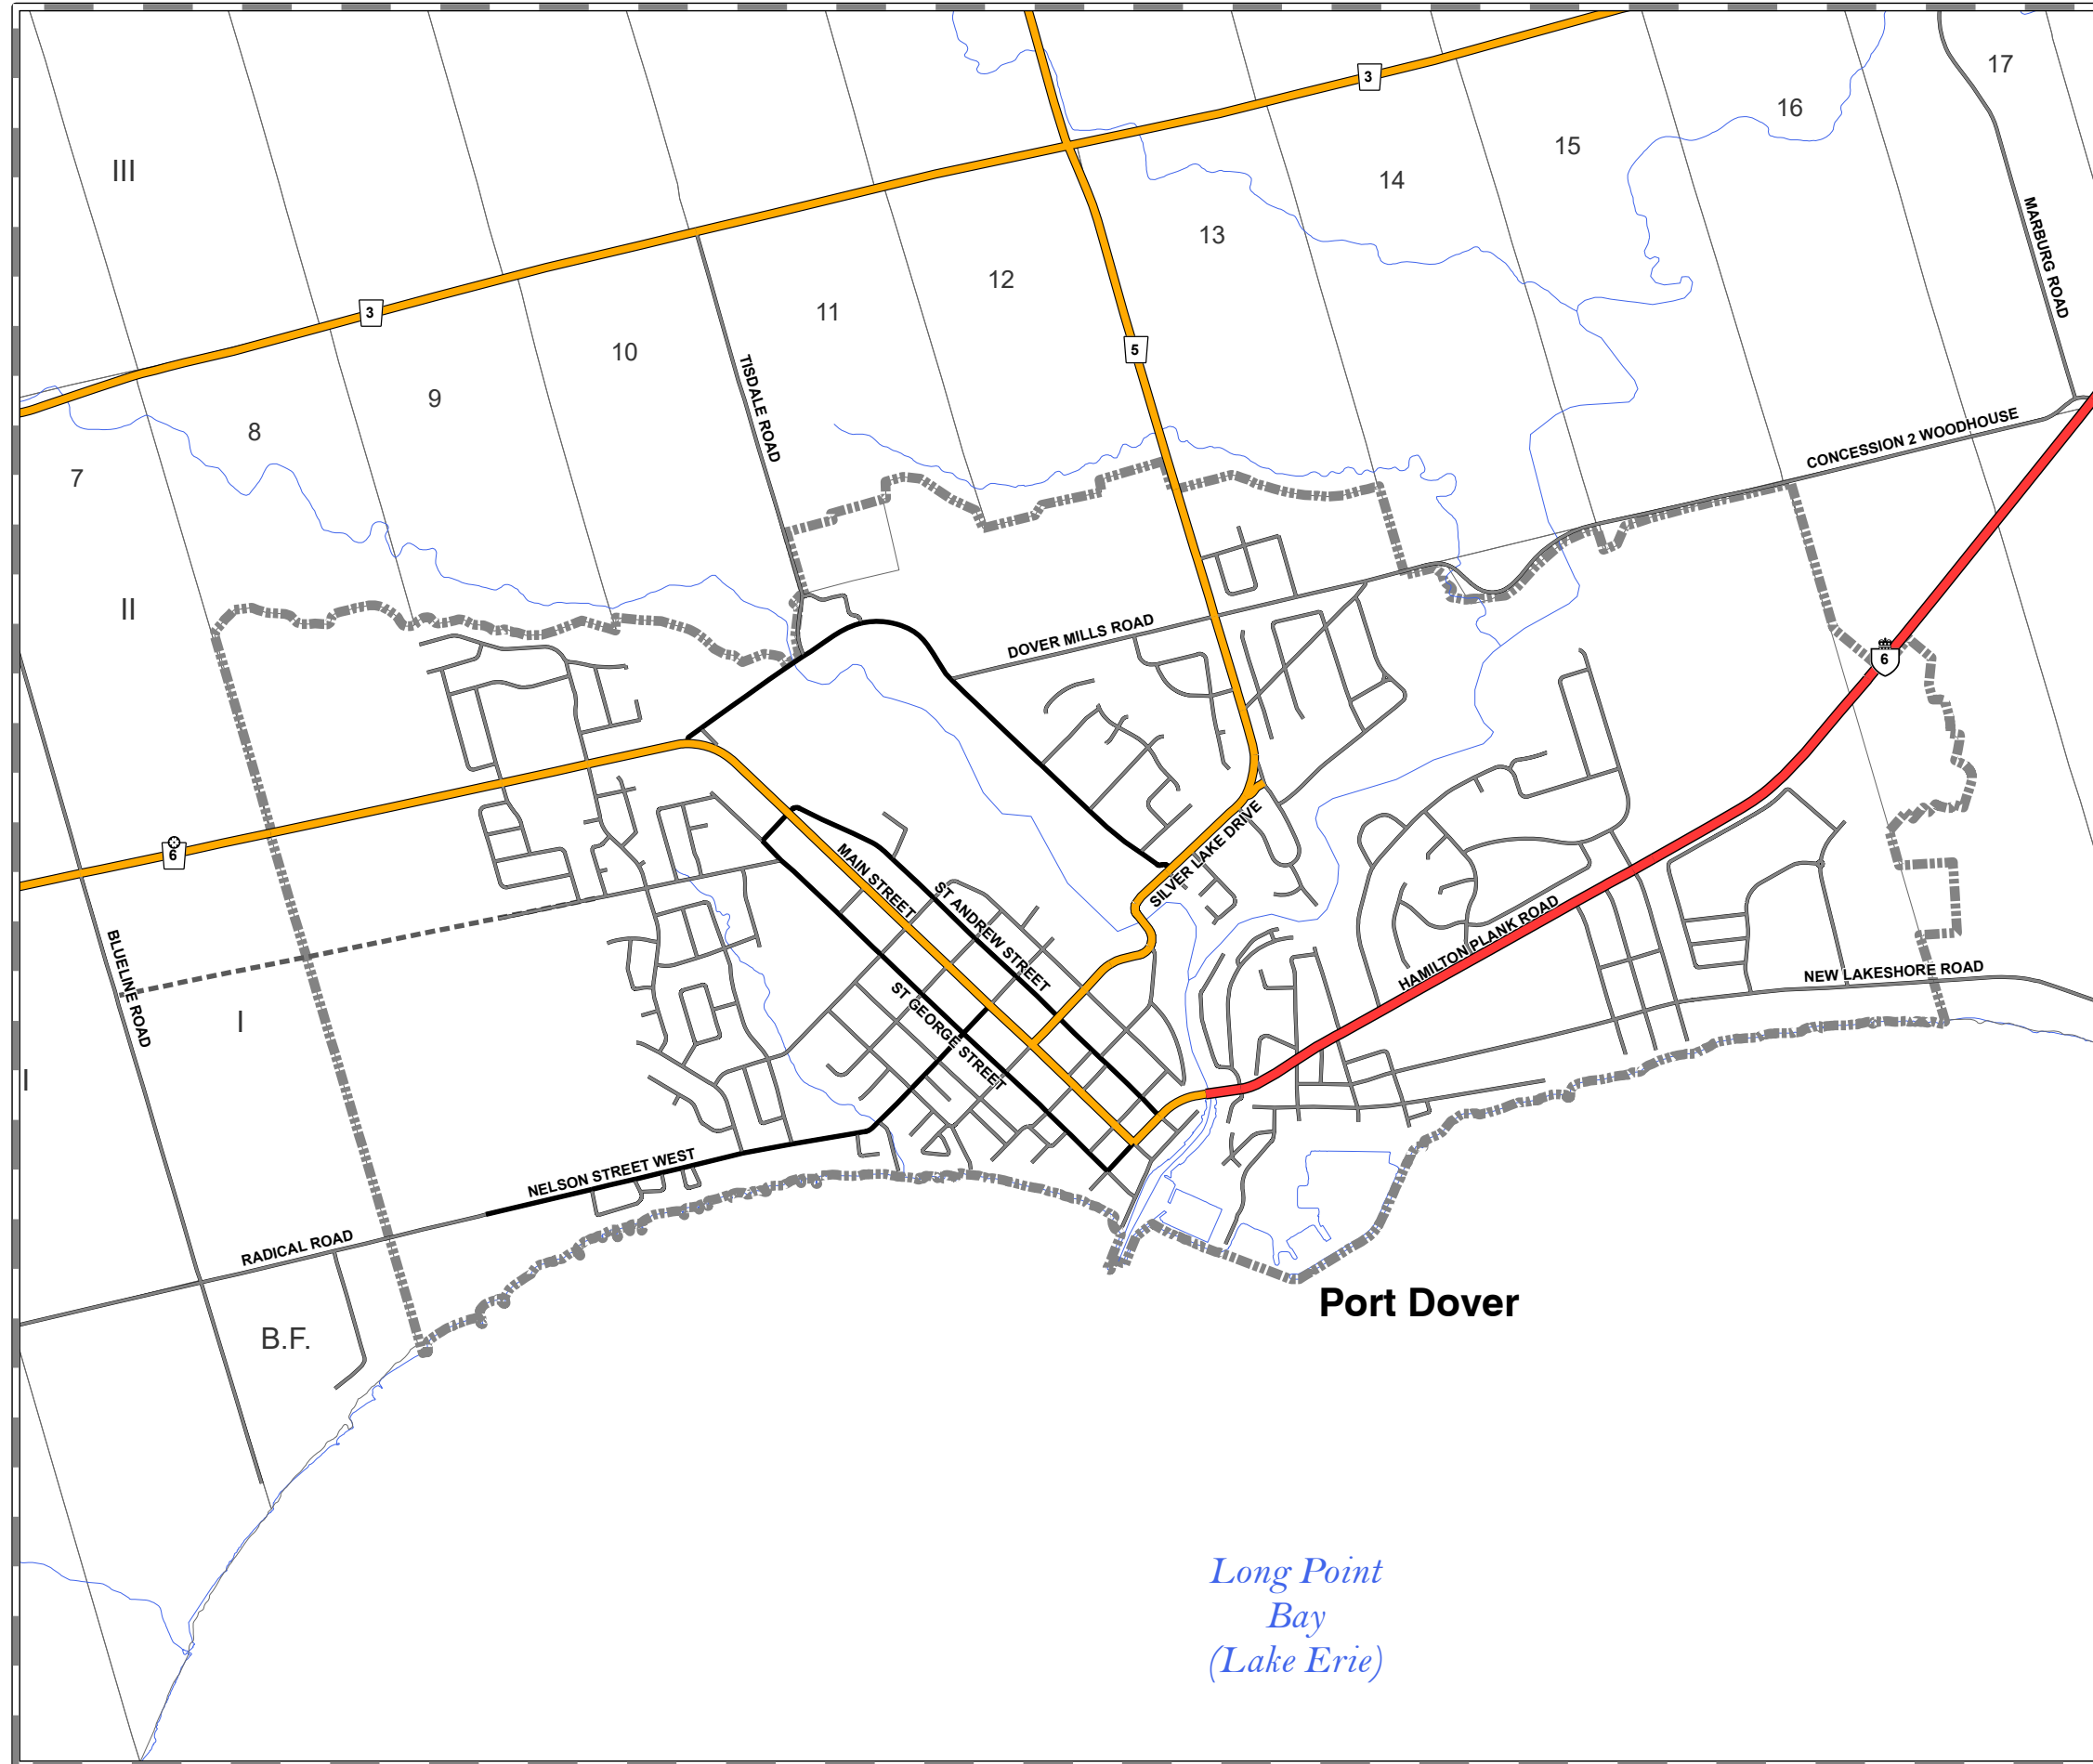 17
3
16
15
III
14
MARBURG ROAD
13
12
11
3
5
10
TISDALE ROAD
9
CONCESSION 2 WOODHOUSE
8
7
II
DOVER MILLS ROAD
6
6
MAIN STREET
SILVER LAKE DRIVE
ST ANDREW STREET
HAMILTON PLANK ROAD
BLUELINE ROAD
NEW LAKESHORE ROAD
I
ST GEORGE STREET
I
NELSON STREET WEST
RADICAL ROAD
Port Dover
B.F.
Long Point
Bay
(Lake Erie)